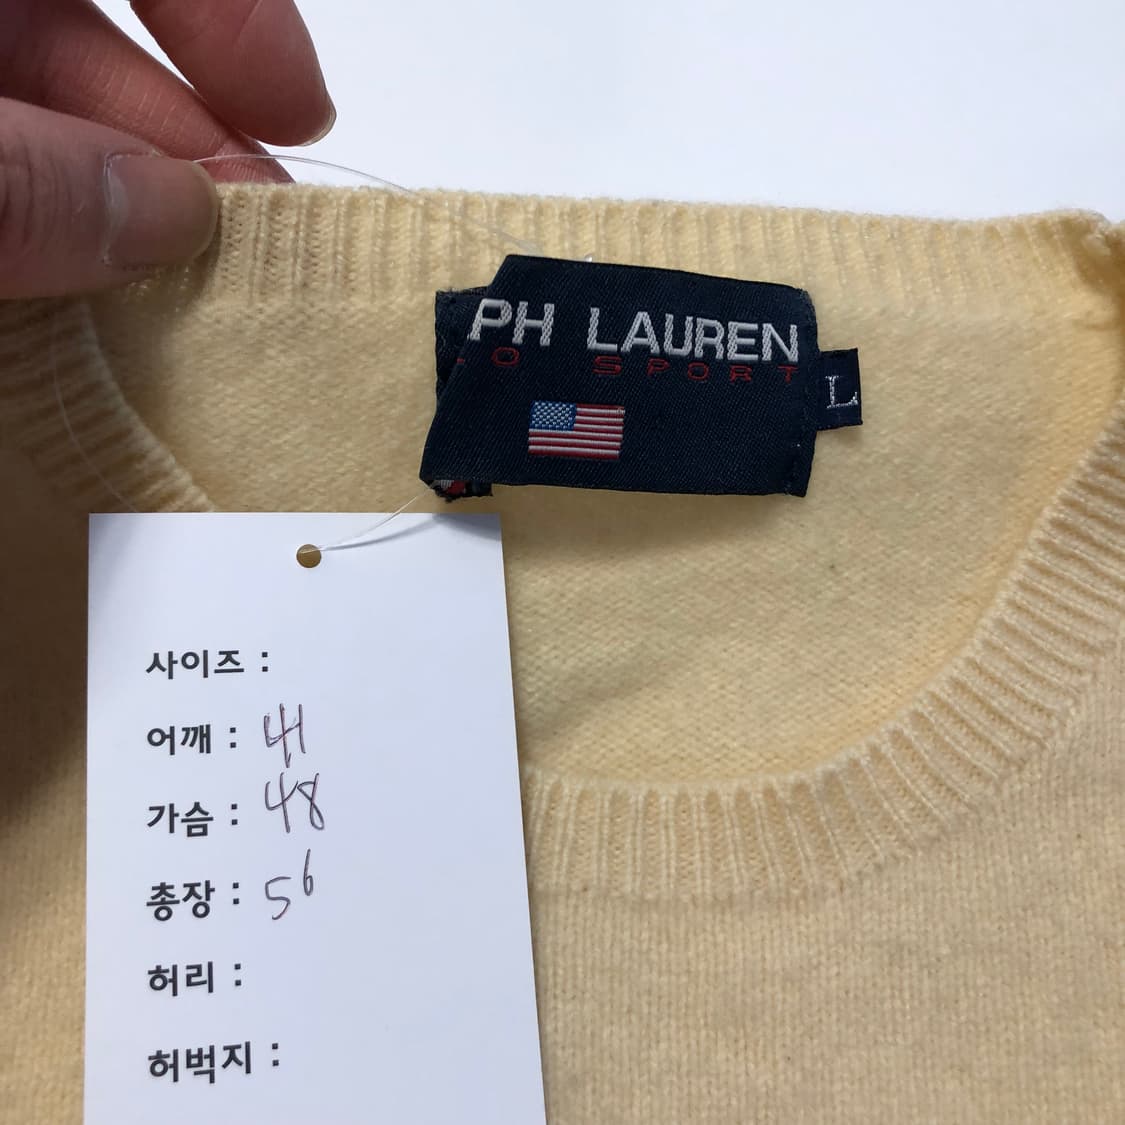 PH LAUREN
LO SPORT
L
사이즈 :
어깨 : 41
가슴 : 48
총장 : 56
허리 :
허벅지 :